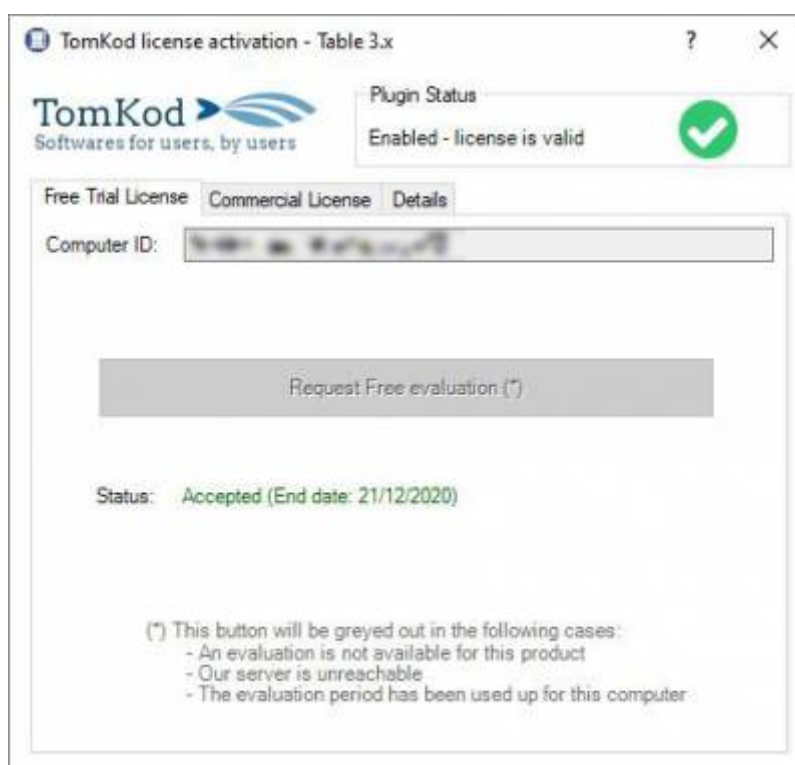 TomKod license activation - Table 3.x
?
TomKod
Softwares for users, by users
Plugin Status
Enabled - license is valid
Free Trial License
Commercial License
Details
Computer ID:
Request Free evaluation (*)
Status: Accepted (End date: 21/12/2020)
(*) This button will be greyed out in the following cases:
- An evaluation is not available for this product
- Our server is unreachable
- The evaluation period has been used up for this computer